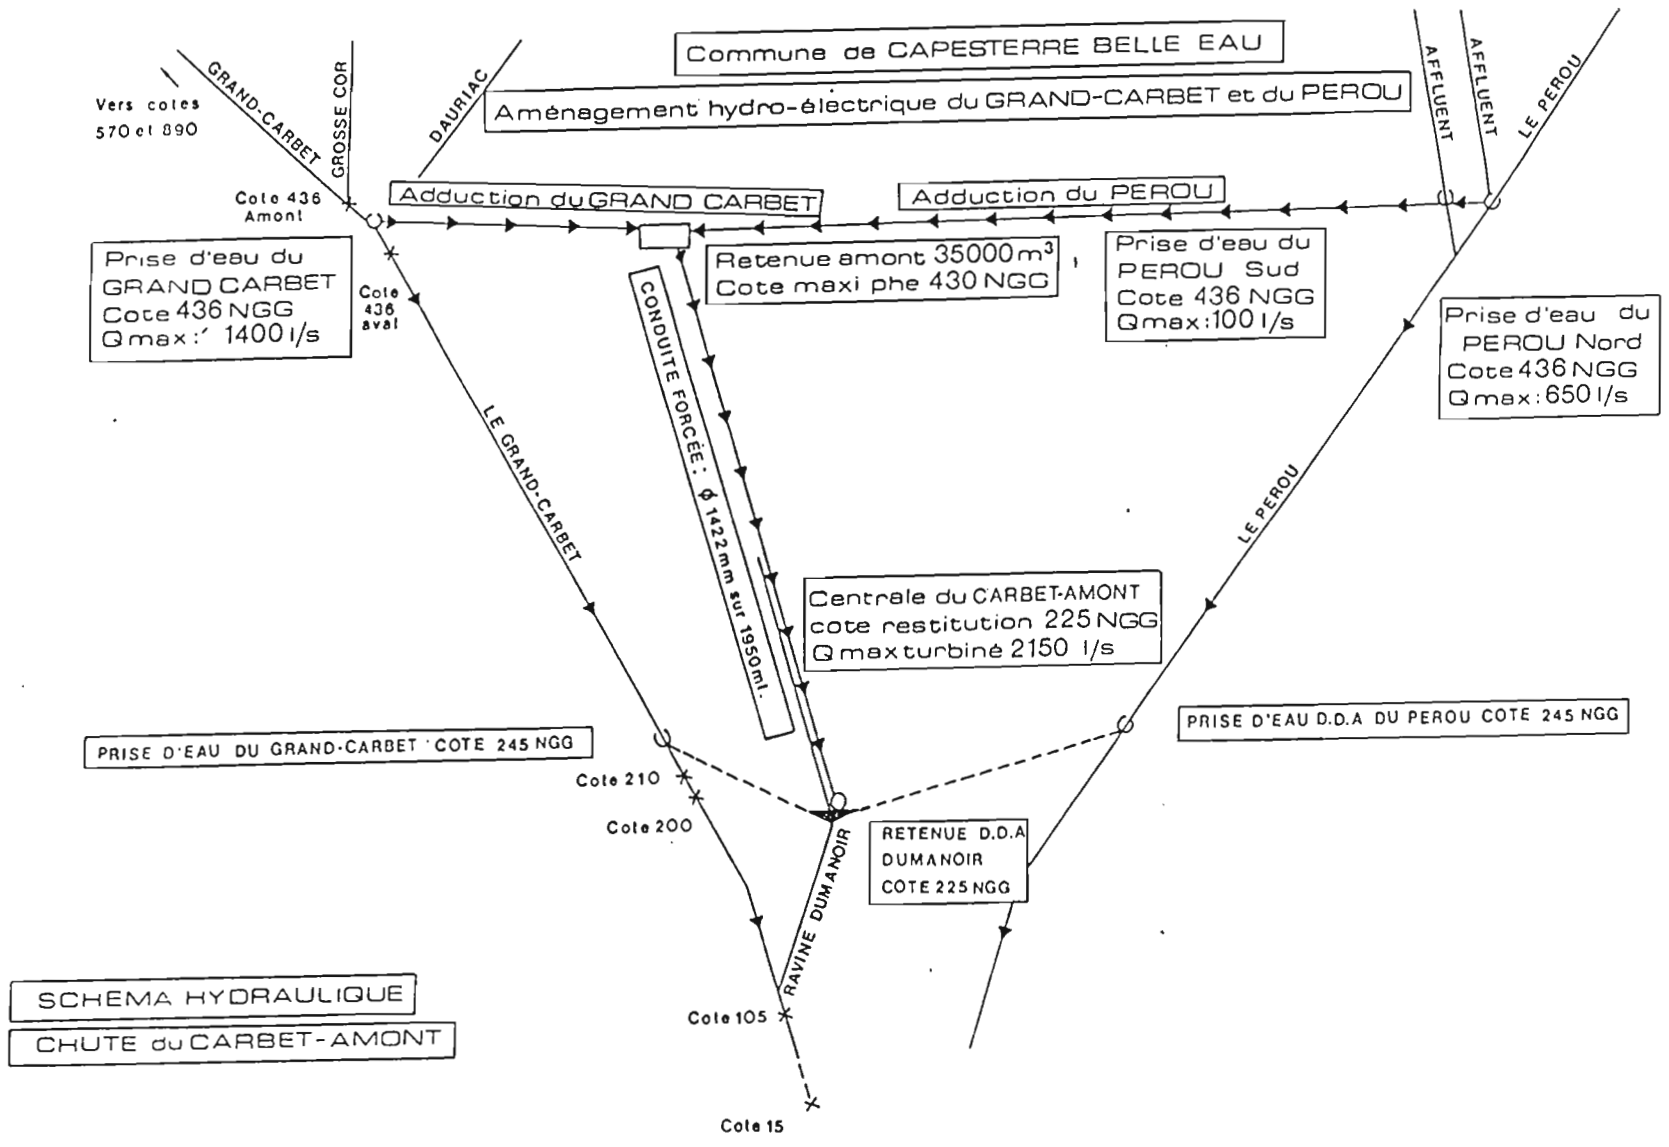 Commune de CAPESTERRE BELLE EAU
Aménagement hydro-électrique du GRAND-CARBET et du PEROU
GRAND-CARBET
GROSSE COR
DAURIAC
AFFLUENT
AFFLUENT
LE PEROU
Vers cotes
570 et 890
Cote 436
Amont
Adduction du GRAND CARBET
Adduction du PEROU
Prise d'eau du
GRAND CARBET
Cote 436 NGG
Qmax: 1400 l/s
Cote
436
aval
Retenue amont 35000 m³
Cote maxi phe 430 NGG
Prise d'eau du
PEROU Sud
Cote 436 NGG
Qmax:100 l/s
Prise d'eau du
PEROU Nord
Cote 436 NGG
Qmax:650 l/s
CONDUITE FORCÉE: ϕ 1422mm sur 1950ml.
LE GRAND-CARBET
LE PEROU
Centrale du CARBET-AMONT
cote restitution 225 NGG
Qmax turbiné 2150 l/s
PRISE D'EAU DU GRAND-CARBET COTE 245 NGG
PRISE D'EAU D.D.A DU PEROU COTE 245 NGG
Cote 210
Cote 200
RAVINE DUMANOIR
RETENUE D.D.A
DUMANOIR
COTE 225 NGG
SCHEMA HYDRAULIQUE
CHUTE du CARBET-AMONT
Cote 105
Cote 15